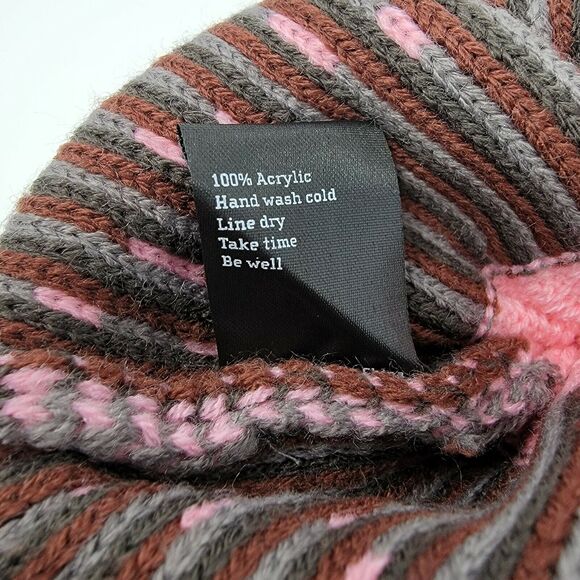 100% Acrylic
Hand wash cold
Line dry
Take time
Be well